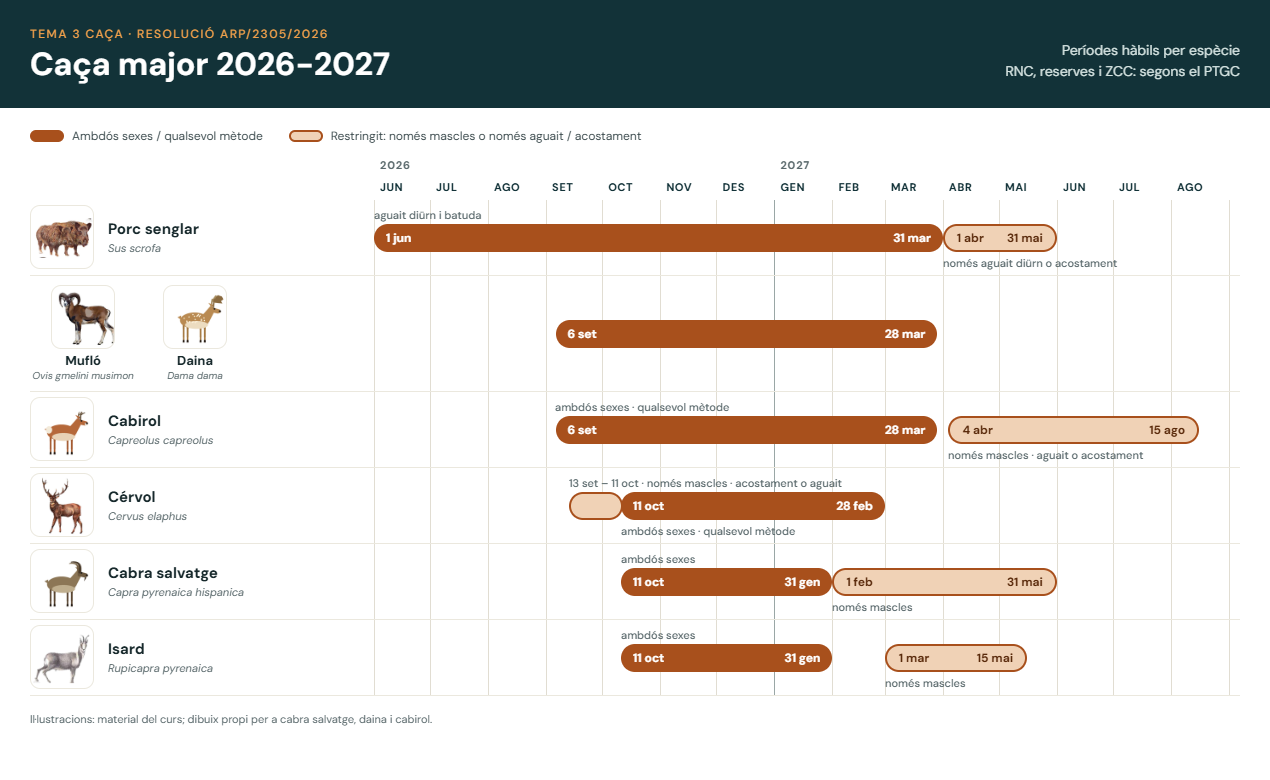 TEMA 3 CAÇA · RESOLUCIÓ ARP/2305/2026
Caça major 2026–2027
Períodes hàbils per espècie
RNC, reserves i ZCC: segons el PTGC
Ambdós sexes / qualsevol mètode
Restringit: només mascles o només aguait / acostament
2026 2027
JUN JUL AGO SET OCT NOV DES GEN FEB MAR ABR MAI JUN JUL AGO
Porc senglar
Sus scrofa
aguait diürn i batuda
1 jun 31 mar 1 abr 31 mai
només aguait diürn o acostament
Mufló Daina
Ovis gmelini musimon Dama dama
6 set 28 mar
Cabirol
Capreolus capreolus
ambdós sexes · qualsevol mètode
6 set 28 mar 4 abr 15 ago
només mascles · aguait o acostament
Cérvol
Cervus elaphus
13 set – 11 oct · només mascles · acostament o aguait
11 oct 28 feb
ambdós sexes · qualsevol mètode
Cabra salvatge
Capra pyrenaica hispanica
ambdós sexes
11 oct 31 gen 1 feb 31 mai
només mascles
Isard
Rupicapra pyrenaica
ambdós sexes
11 oct 31 gen 1 mar 15 mai
només mascles
Il·lustracions: material del curs; dibuix propi per a cabra salvatge, daina i cabirol.